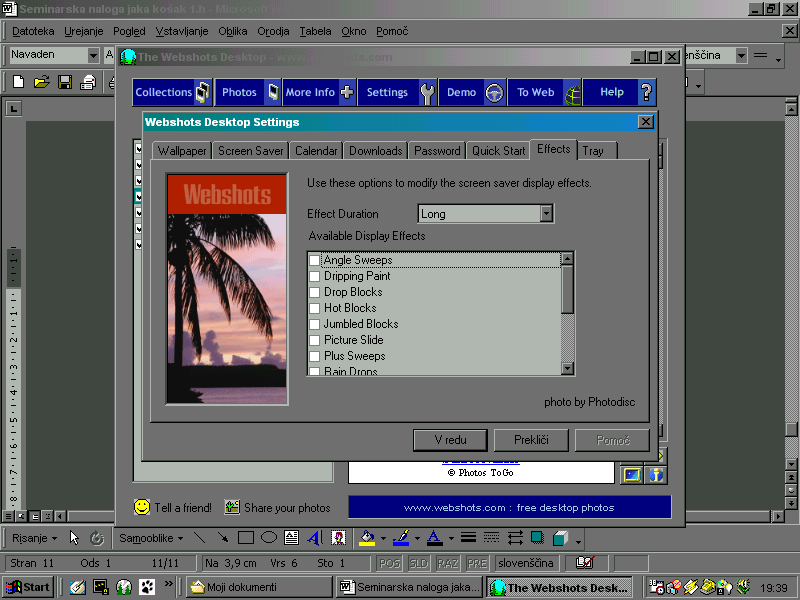 Seminarska naloga jaka košak 1.h - Microsoft
Datoteka Urejanje Pogled Vstavljanje Oblika Orodja Tabela Okno Pomoč
Navaden
The Webshots Desktop - www.webshots.com
Collections Photos More Info Settings Demo To Web Help
Webshots Desktop Settings
Wallpaper Screen Saver Calendar Downloads Password Quick Start Effects Tray
Webshots
Use these options to modify the screen saver display effects.
Effect Duration Long
Available Display Effects
Angle Sweeps
Dripping Paint
Drop Blocks
Hot Blocks
Jumbled Blocks
Picture Slide
Plus Sweeps
Rain Drops
photo by Photodisc
V redu Prekliči Pomoč
© Photos To Go
Tell a friend! Share your photos
www.webshots.com : free desktop photos
Risanje Samooblike
Stran 11 Ods 1 11/11 Na 3,9 cm Vrs 6 Sto 1 POS SLD RAZ PRE slovenščina
Start Moji dokumenti Seminarska naloga jaka... The Webshots Desk... 19:39